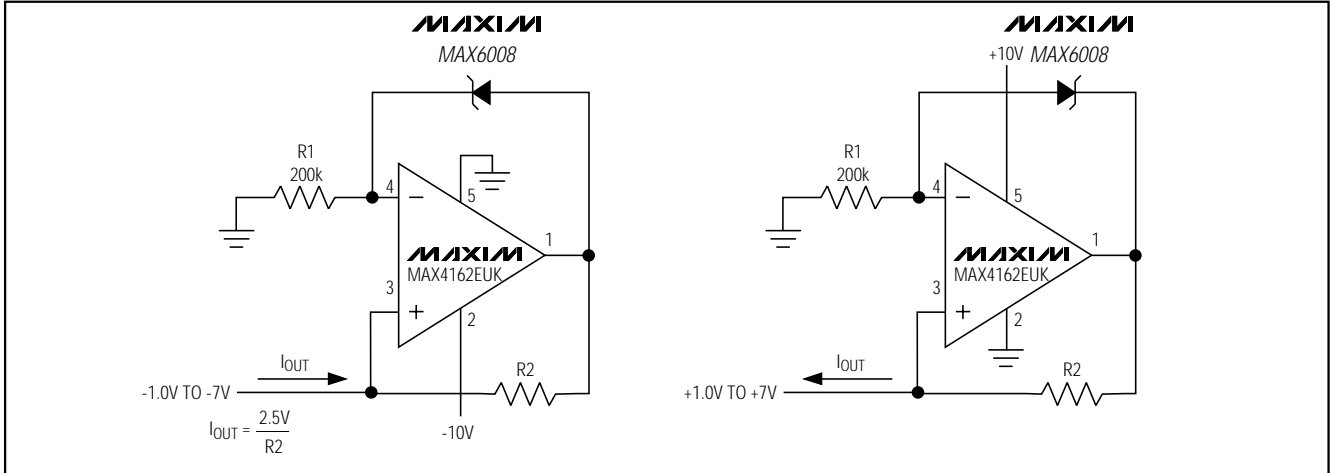 MAXIM
MAX6008
R1
200k
4
−
5
MAXIM
MAX4162EUK
1
3
+
2
IOUT
R2
-1.0V TO -7V
-10V
IOUT = 2.5V
R2
MAXIM
+10V MAX6008
R1
200k
4
−
5
MAXIM
MAX4162EUK
1
3
+
2
IOUT
R2
+1.0V TO +7V